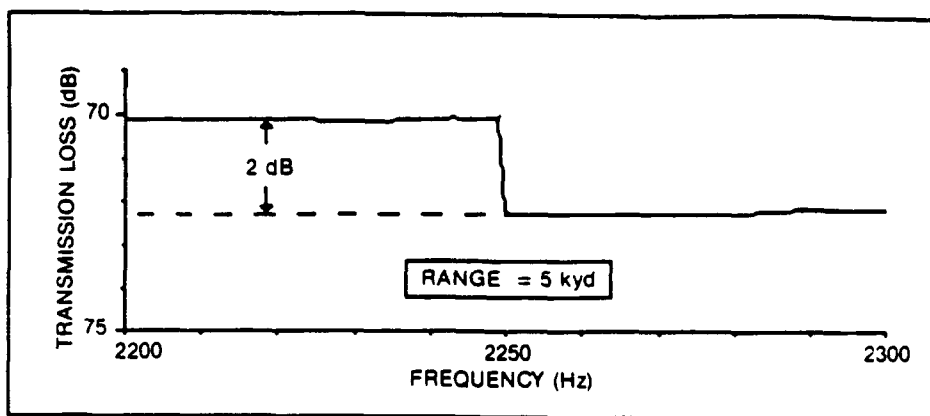 TRANSMISSION LOSS (dB)
70
2 dB
RANGE = 5 kyd
75
2200
2250
2300
FREQUENCY (Hz)